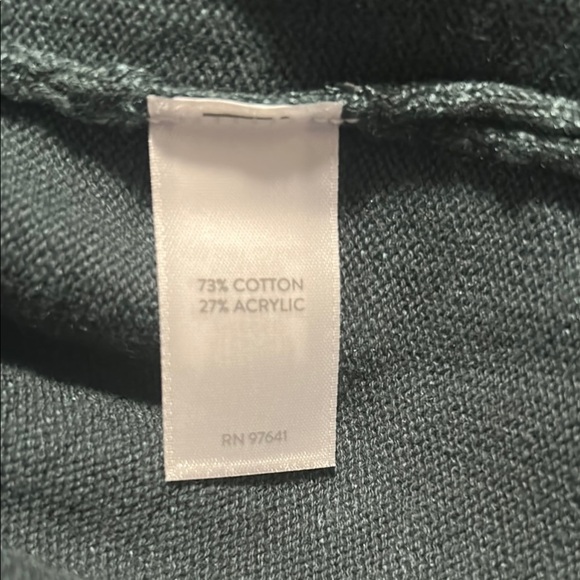 73% COTTON
27% ACRYLIC
RN 97641